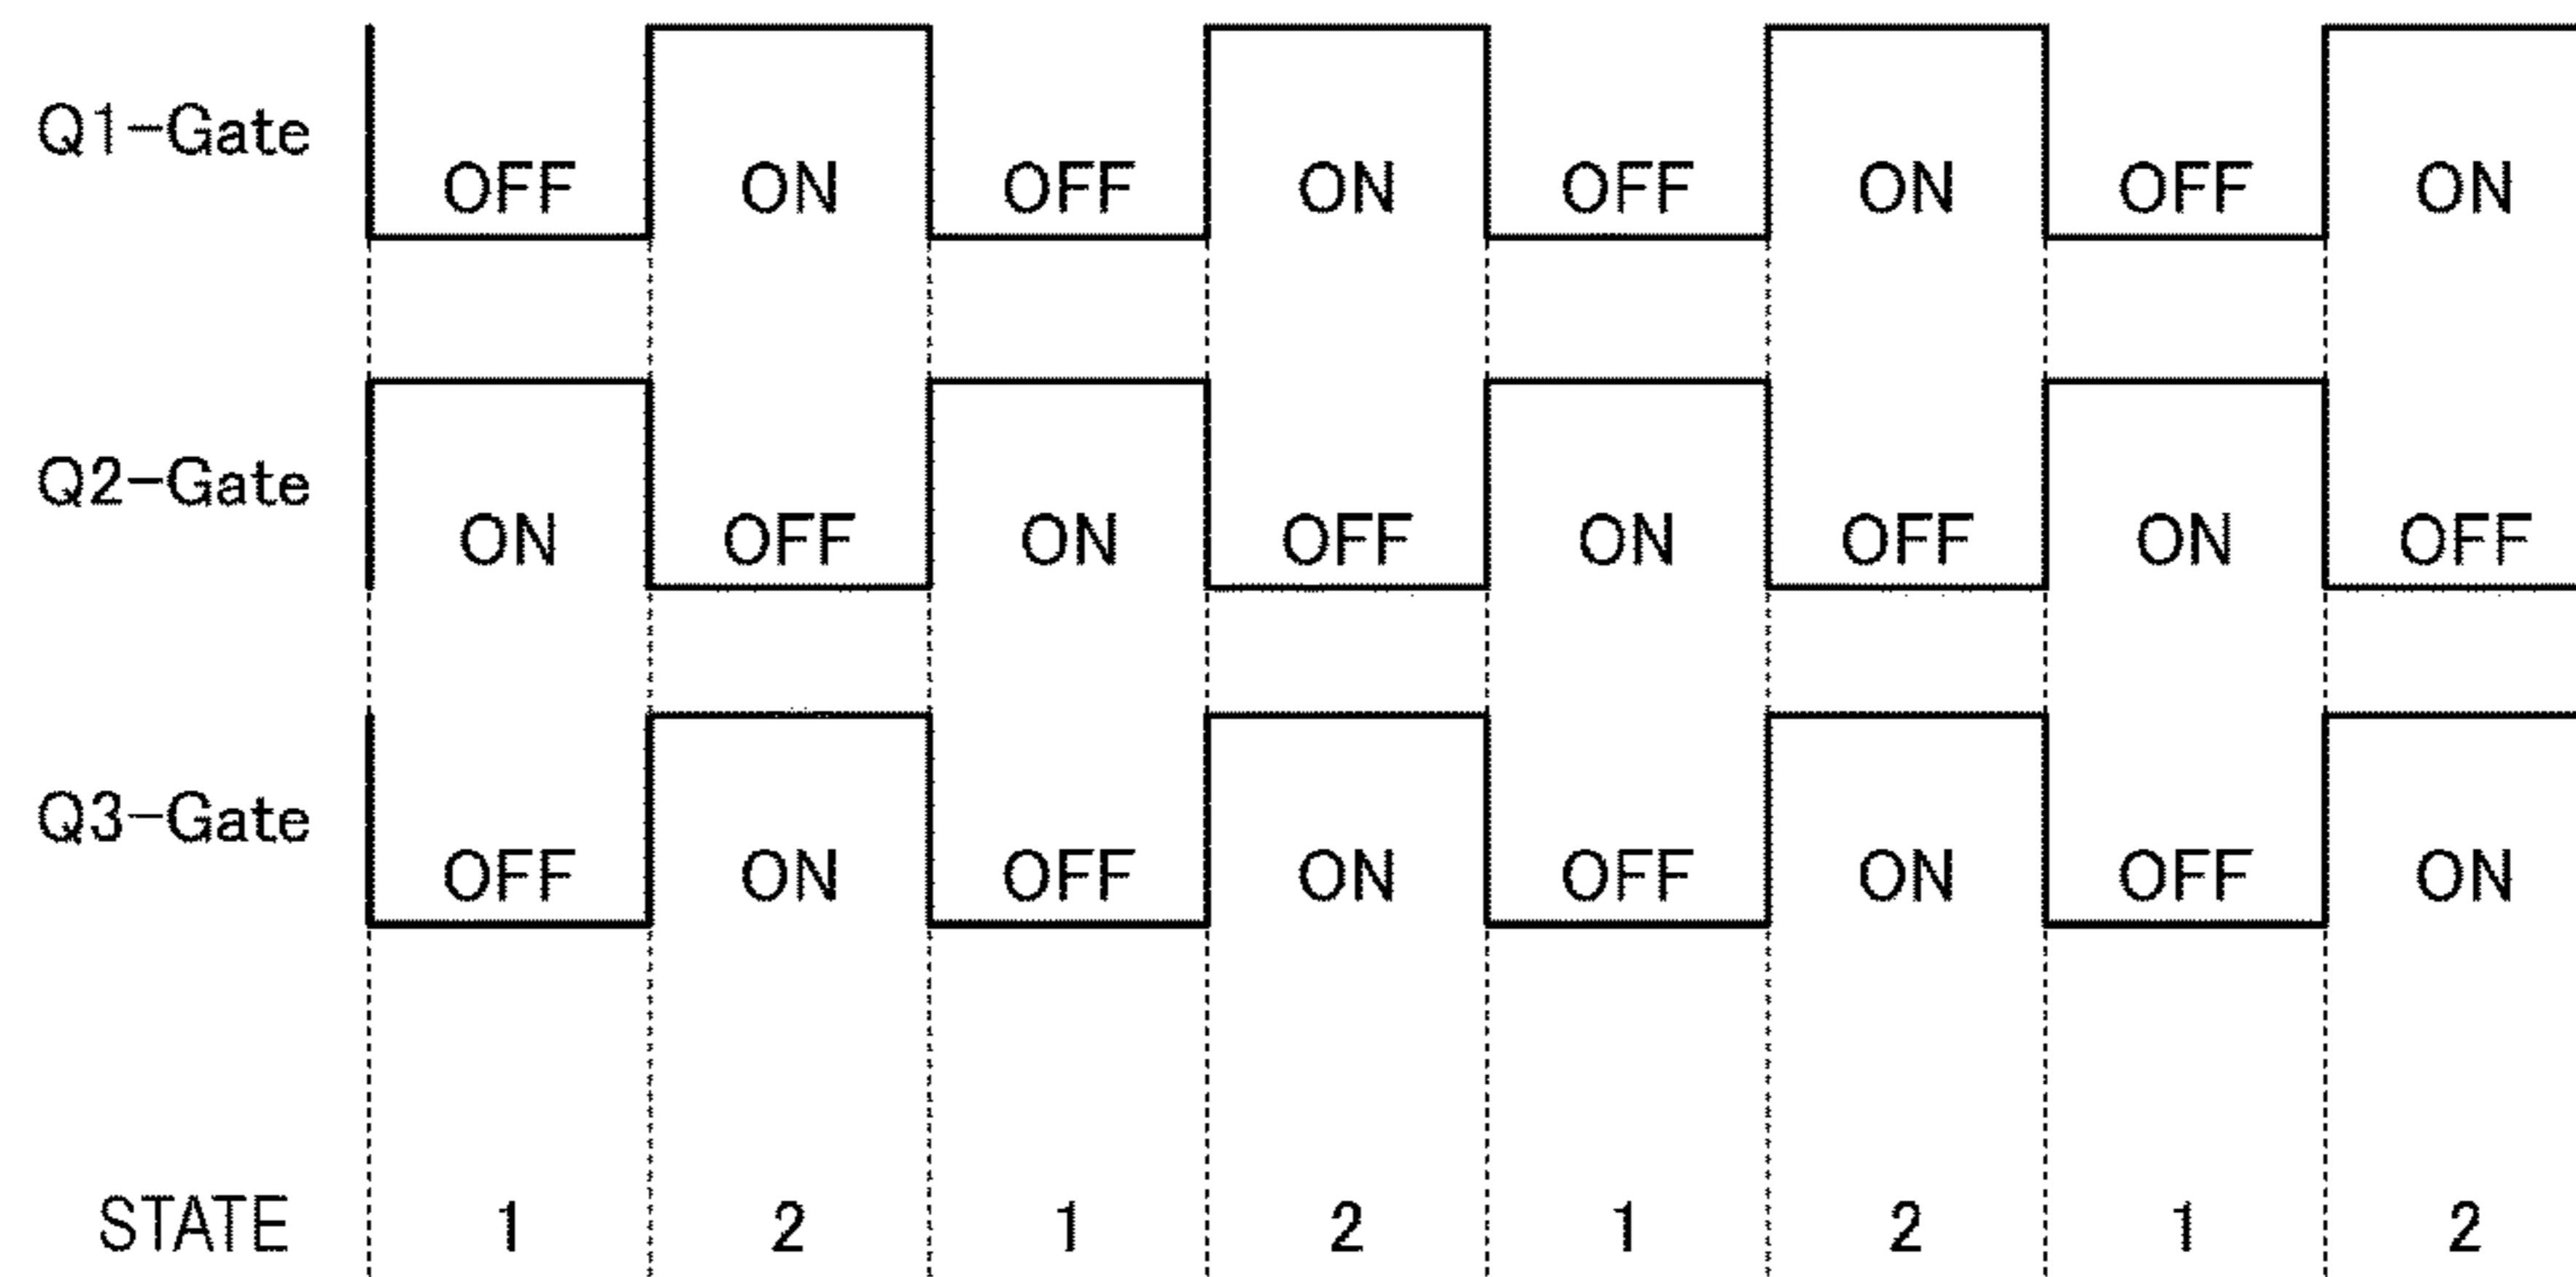 Q1-Gate OFF ON OFF ON OFF ON OFF ON
Q2-Gate ON OFF ON OFF ON OFF ON OFF
Q3-Gate OFF ON OFF ON OFF ON OFF ON
STATE 1 2 1 2 1 2 1 2